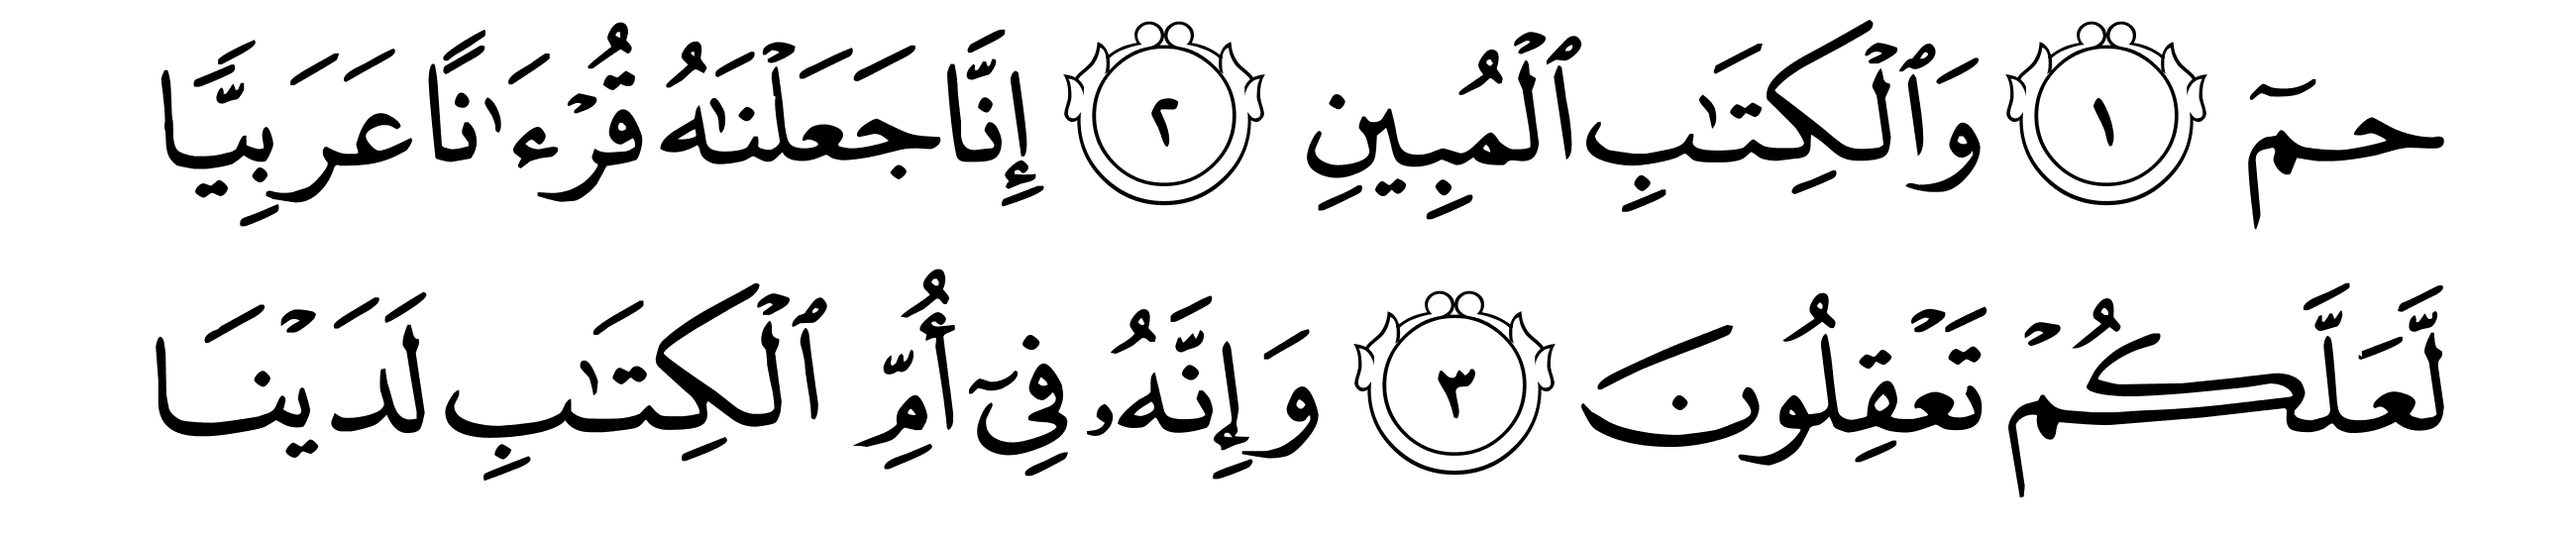 حمٓ ١ وَٱلْكِتَـٰبِ ٱلْمُبِينِ ٢ إِنَّا جَعَلْنَـٰهُ قُرْءَٰنًا عَرَبِيًّا
لَّعَلَّكُمْ تَعْقِلُونَ ٣ وَإِنَّهُۥ فِىٓ أُمِّ ٱلْكِتَـٰبِ لَدَيْنَا